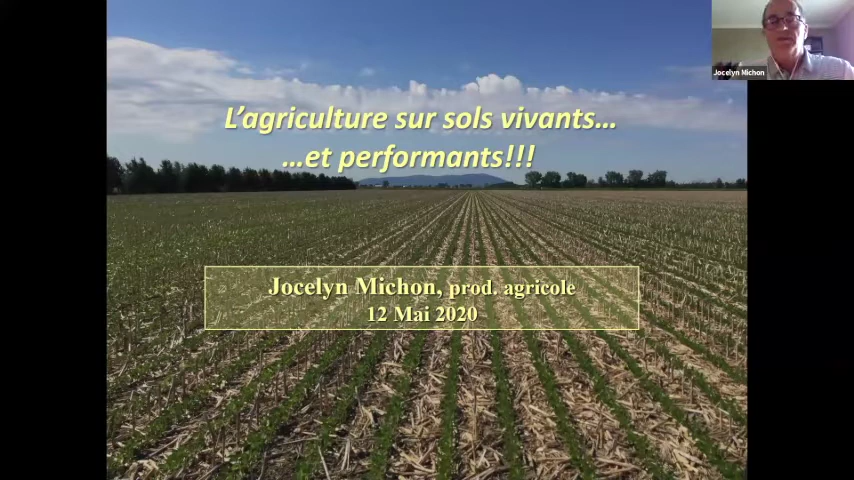 L'agriculture sur sols vivants...
...et performants!!!
Jocelyn Michon, prod. agricole
12 Mai 2020
Jocelyn Michon